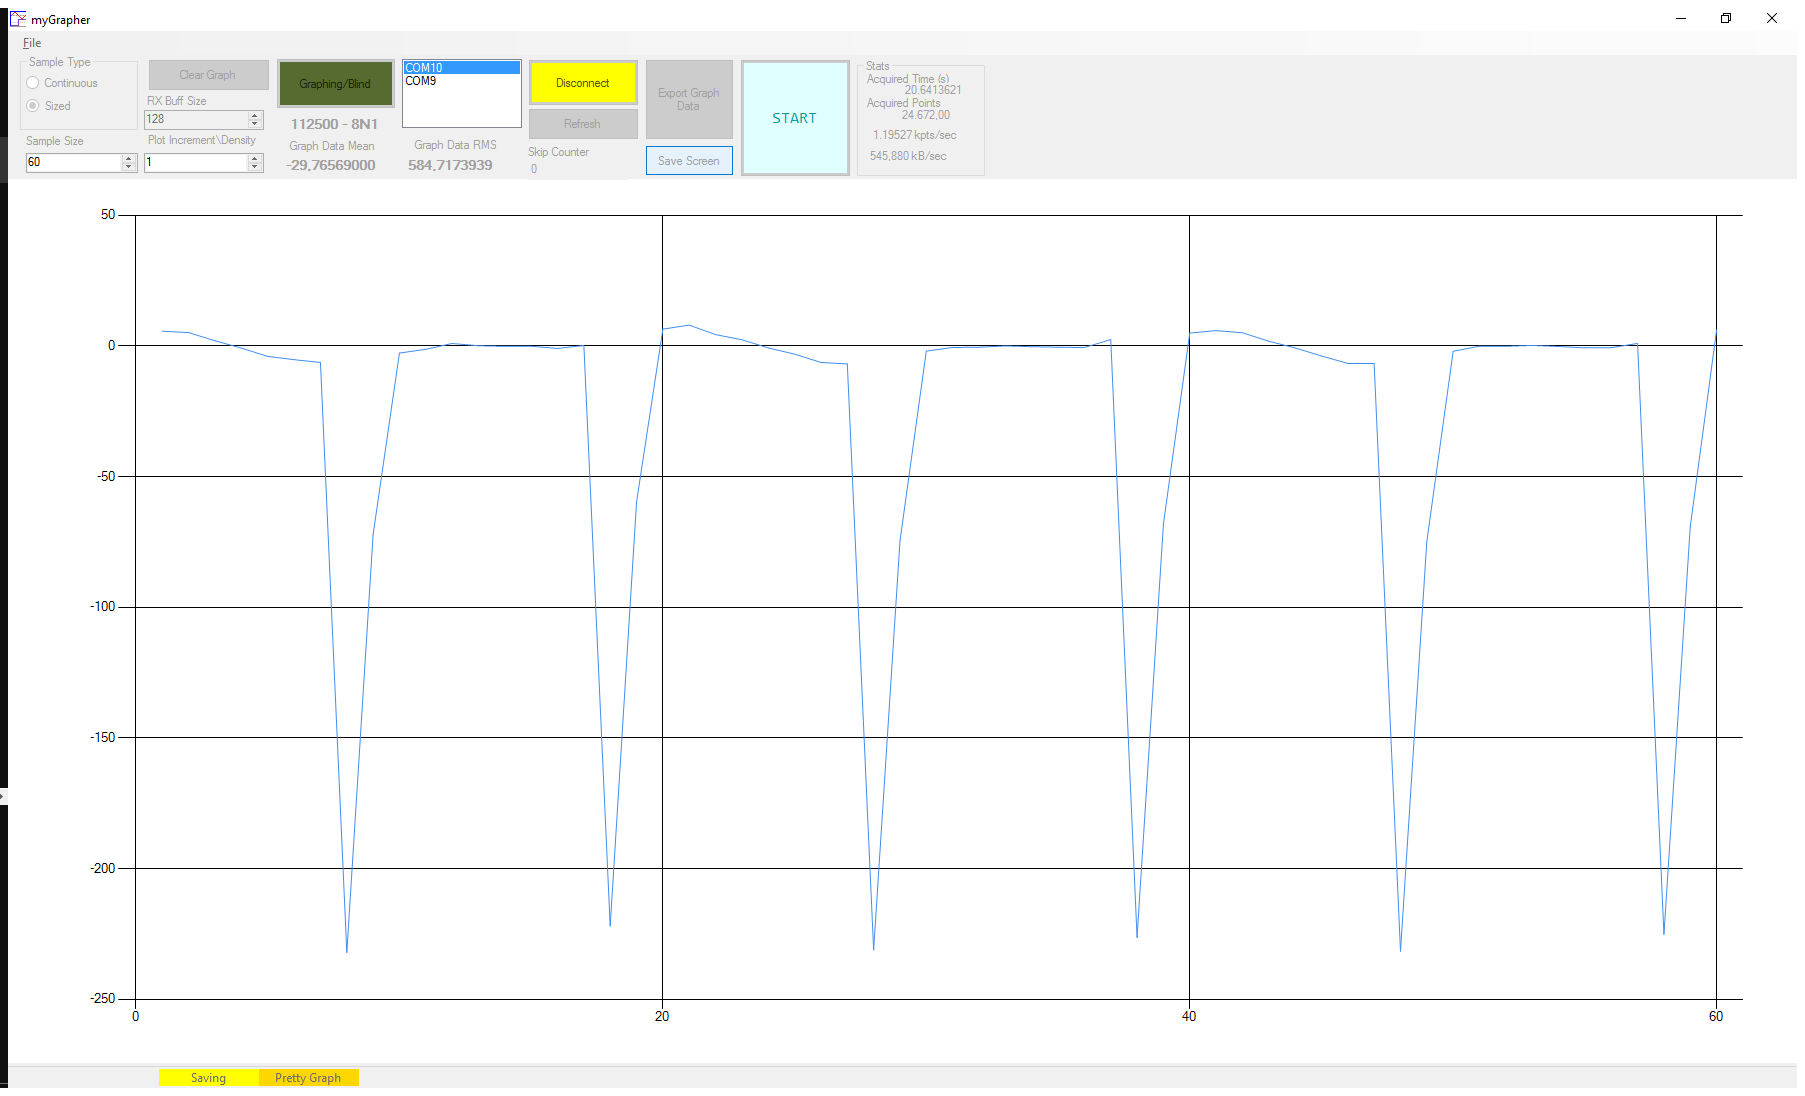 myGrapher
File
Sample Type
Continuous
Sized
Sample Size
60
Clear Graph
RX Buff Size
128
Plot Increment\Density
1
Graphing/Blind
112500 - 8N1
Graph Data Mean
-29,76569000
COM10
COM9
Graph Data RMS
584,7173939
Disconnect
Refresh
Skip Counter
0
Export Graph
Data
Save Screen
START
Stats
Acquired Time (s)
20.6413621
Acquired Points
24.672,00
1.19527 kpts/sec
545,880 kB/sec
50
0
-50
-100
-150
-200
-250
0
20
40
60
Saving
Pretty Graph